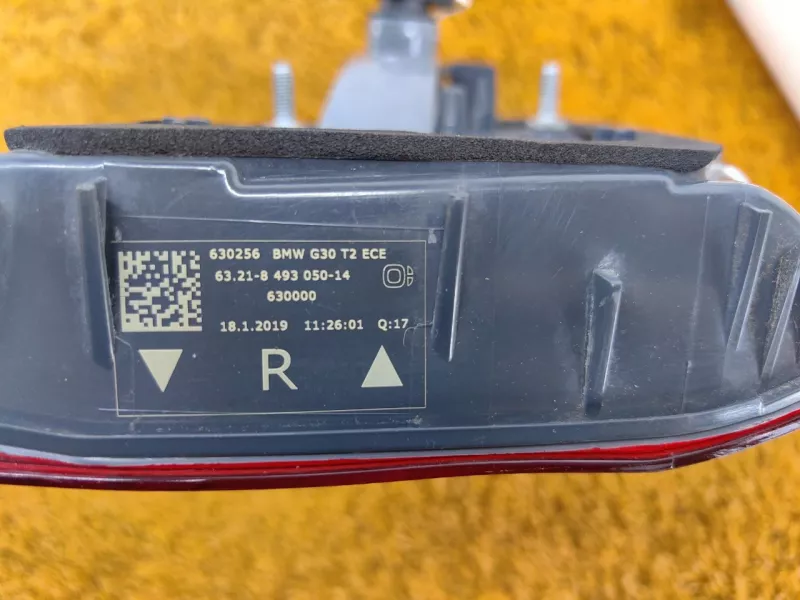 630256 BMW G30 T2 ECE
63.21-8 493 050-14
630000
18.1.2019 11:26:01 Q:17
R